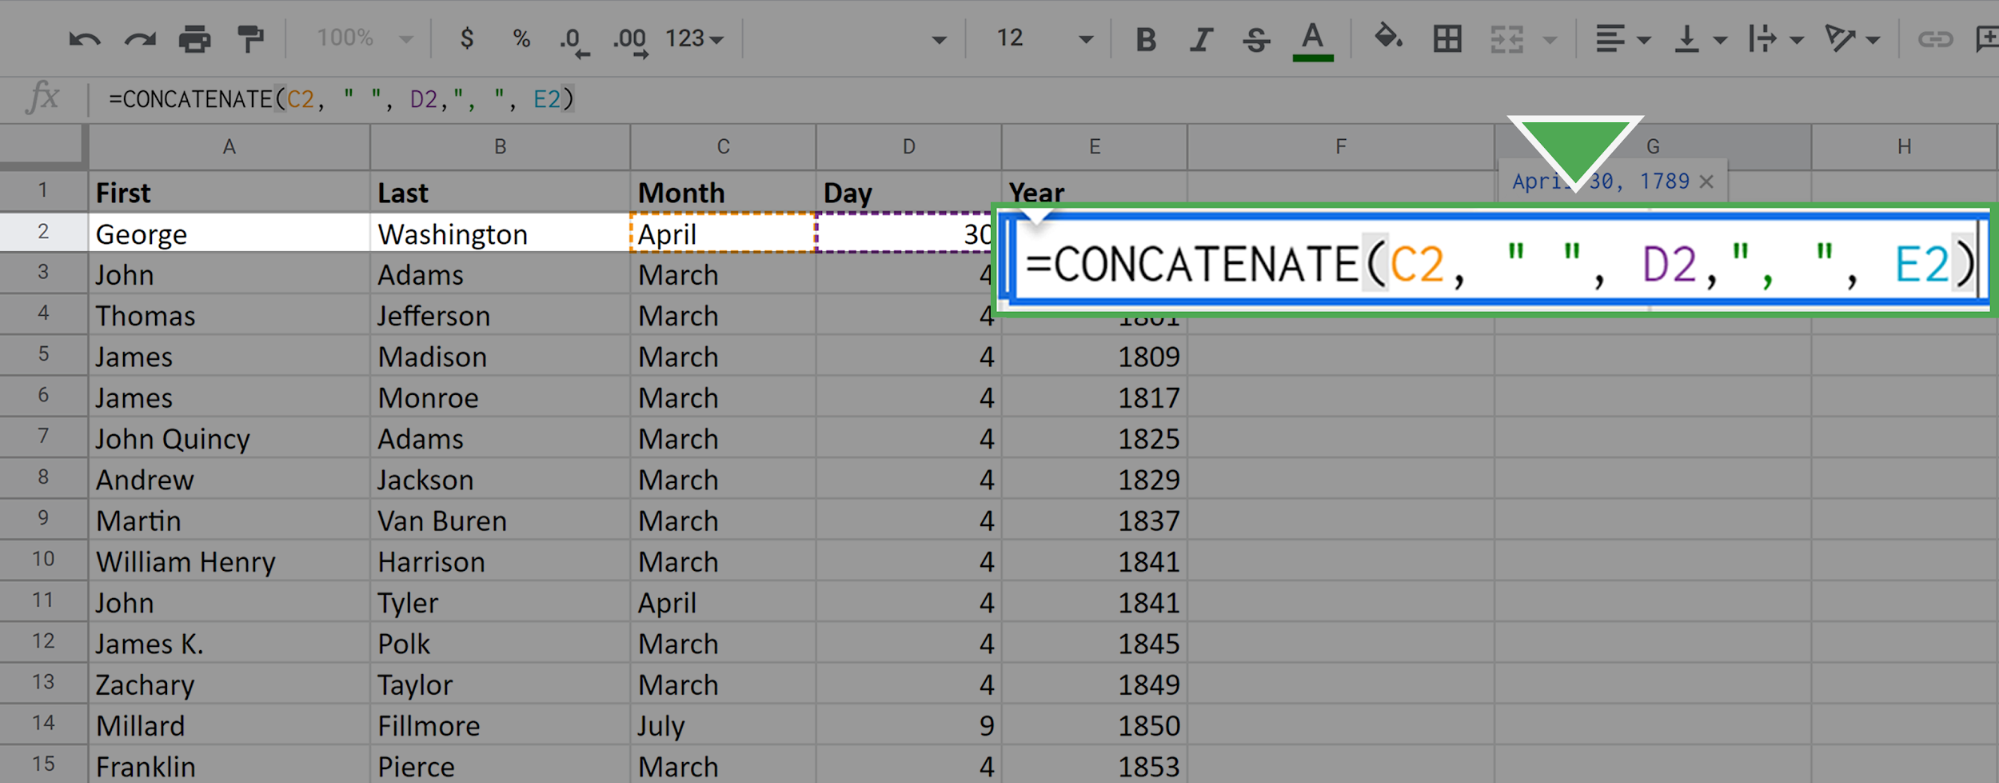 100% $ % .0 .00 123 12 B I S A
fx =CONCATENATE(C2, " ", D2,", ", E2)
A B C D E F G H
April 30, 1789 ×
1 First Last Month Day Year
2 George Washington April 30
=CONCATENATE(C2, " ", D2,", ", E2)
3 John Adams March 4
4 Thomas Jefferson March 4 1801
5 James Madison March 4 1809
6 James Monroe March 4 1817
7 John Quincy Adams March 4 1825
8 Andrew Jackson March 4 1829
9 Martin Van Buren March 4 1837
10 William Henry Harrison March 4 1841
11 John Tyler April 4 1841
12 James K. Polk March 4 1845
13 Zachary Taylor March 4 1849
14 Millard Fillmore July 9 1850
15 Franklin Pierce March 4 1853